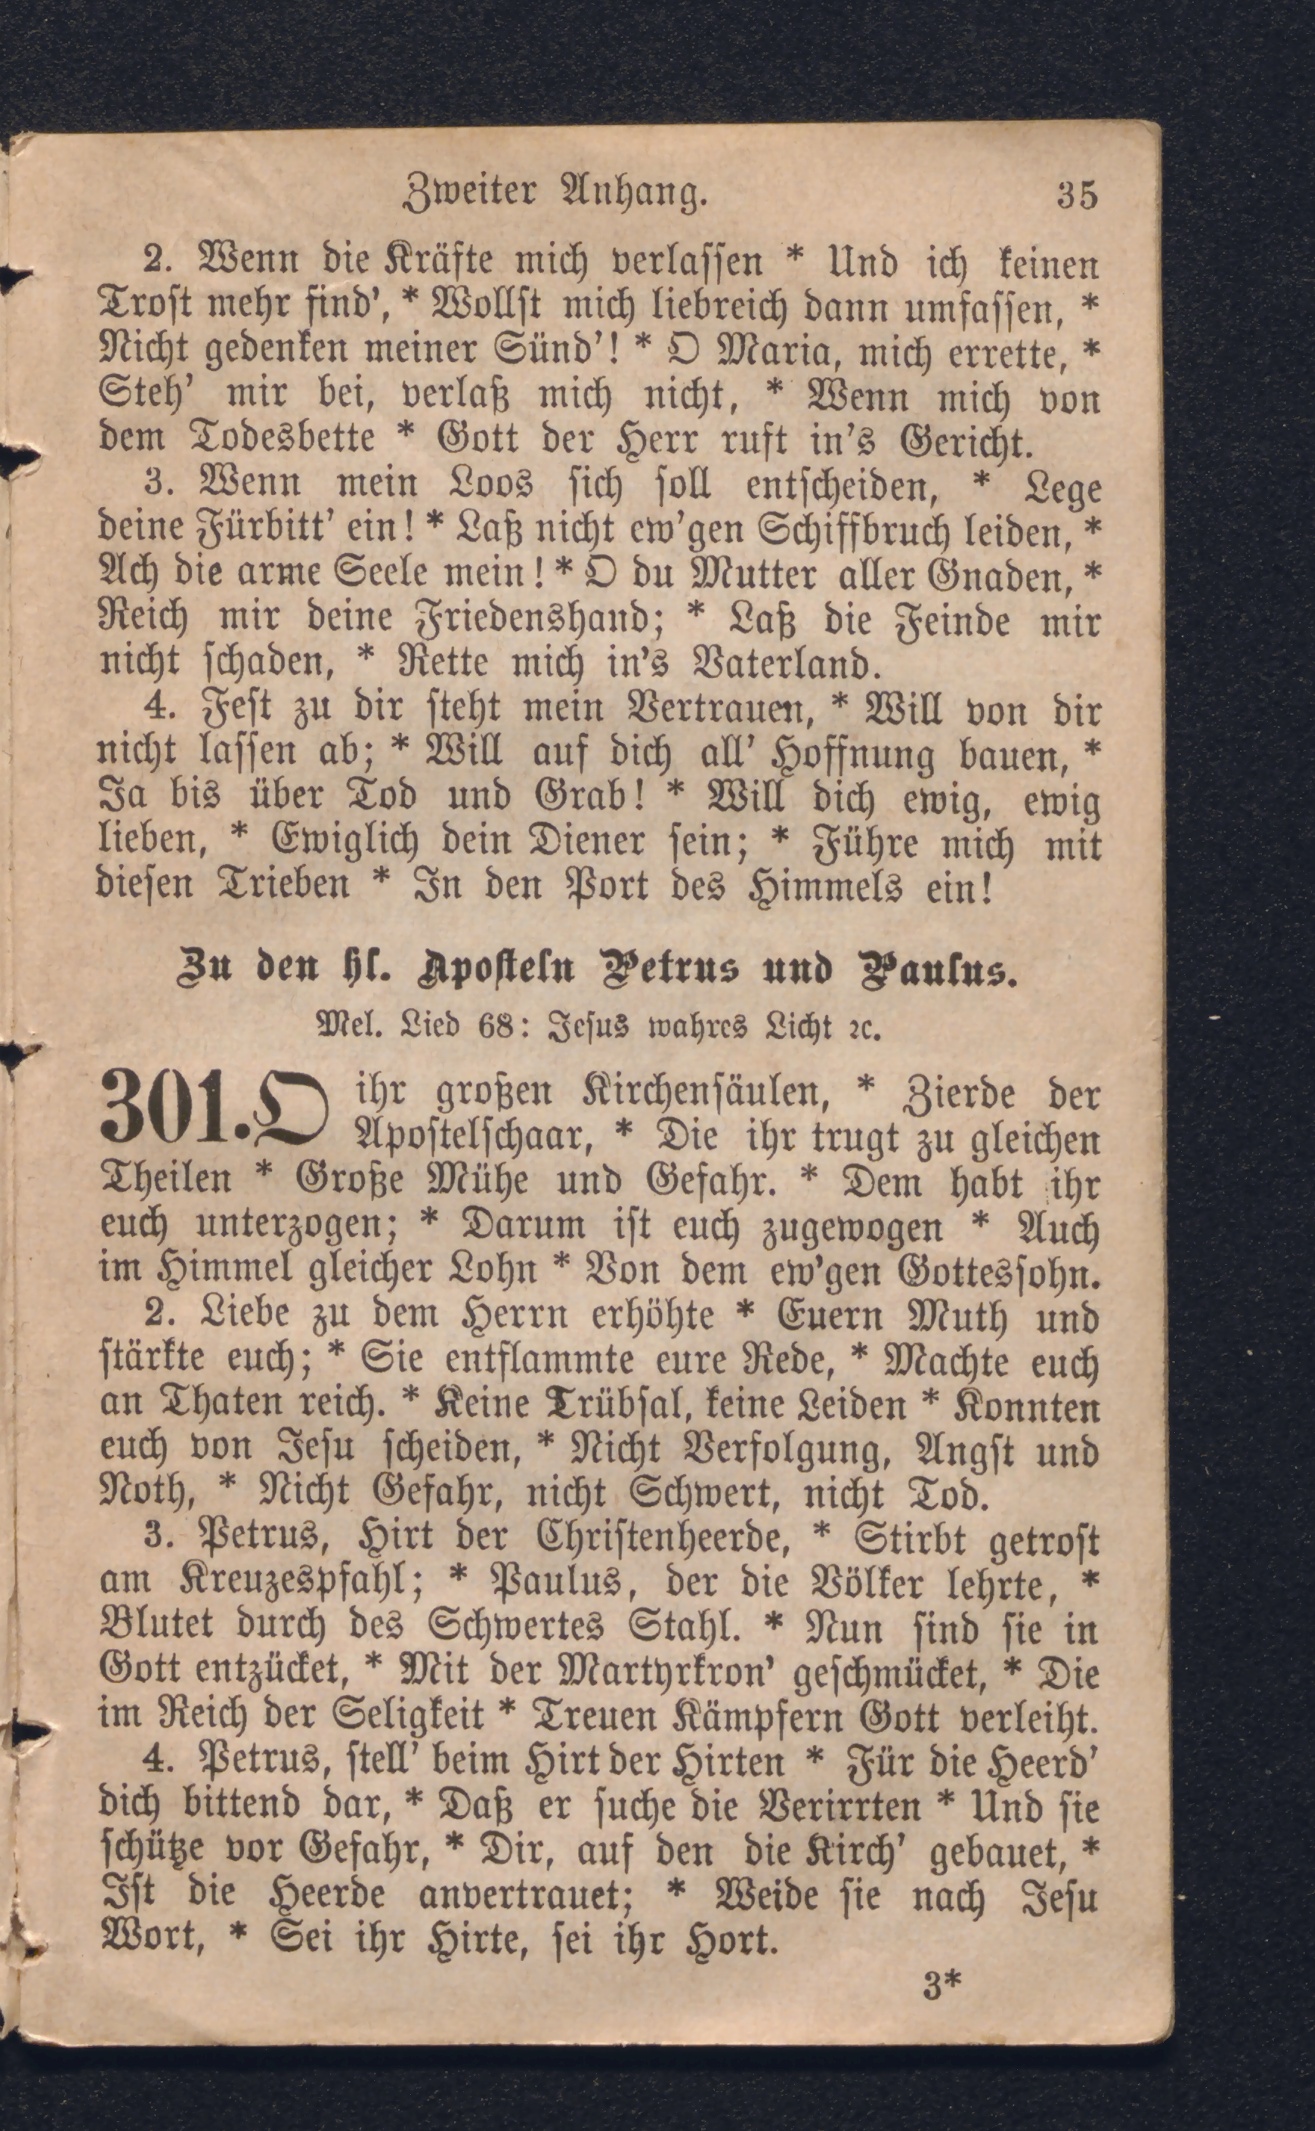 Zweiter Anhang. 35
2. Wenn die Kräfte mich verlassen * Und ich keinen
Trost mehr find', * Wollst mich liebreich dann umfassen, *
Nicht gedenken meiner Sünd'! * O Maria, mich errette, *
Steh' mir bei, verlaß mich nicht, * Wenn mich von
dem Todesbette * Gott der Herr ruft in's Gericht.
3. Wenn mein Loos sich soll entscheiden, * Lege
deine Fürbitt' ein! * Laß nicht ew'gen Schiffbruch leiden, *
Ach die arme Seele mein! * O du Mutter aller Gnaden, *
Reich mir deine Friedenshand; * Laß die Feinde mir
nicht schaden, * Rette mich in's Vaterland.
4. Fest zu dir steht mein Vertrauen, * Will von dir
nicht lassen ab; * Will auf dich all' Hoffnung bauen, *
Ja bis über Tod und Grab! * Will dich ewig, ewig
lieben, * Ewiglich dein Diener sein; * Führe mich mit
diesen Trieben * In den Port des Himmels ein!
Zu den hl. Aposteln Petrus und Paulus.
Mel. Lied 68: Jesus wahres Licht ꝛc.
301. O ihr großen Kirchensäulen, * Zierde der
Apostelschaar, * Die ihr trugt zu gleichen
Theilen * Große Mühe und Gefahr. * Dem habt ihr
euch unterzogen; * Darum ist euch zugewogen * Auch
im Himmel gleicher Lohn * Von dem ew'gen Gottessohn.
2. Liebe zu dem Herrn erhöhte * Euern Muth und
stärkte euch; * Sie entflammte eure Rede, * Machte euch
an Thaten reich. * Keine Trübsal, keine Leiden * Konnten
euch von Jesu scheiden, * Nicht Verfolgung, Angst und
Noth, * Nicht Gefahr, nicht Schwert, nicht Tod.
3. Petrus, Hirt der Christenheerde, * Stirbt getrost
am Kreuzespfahl; * Paulus, der die Völker lehrte, *
Blutet durch des Schwertes Stahl. * Nun sind sie in
Gott entzücket, * Mit der Martyrkron' geschmücket, * Die
im Reich der Seligkeit * Treuen Kämpfern Gott verleiht.
4. Petrus, stell' beim Hirt der Hirten * Für die Heerd'
dich bittend dar, * Daß er suche die Verirrten * Und sie
schütze vor Gefahr, * Dir, auf den die Kirch' gebauet, *
Ist die Heerde anvertrauet; * Weide sie nach Jesu
Wort, * Sei ihr Hirte, sei ihr Hort.
3*